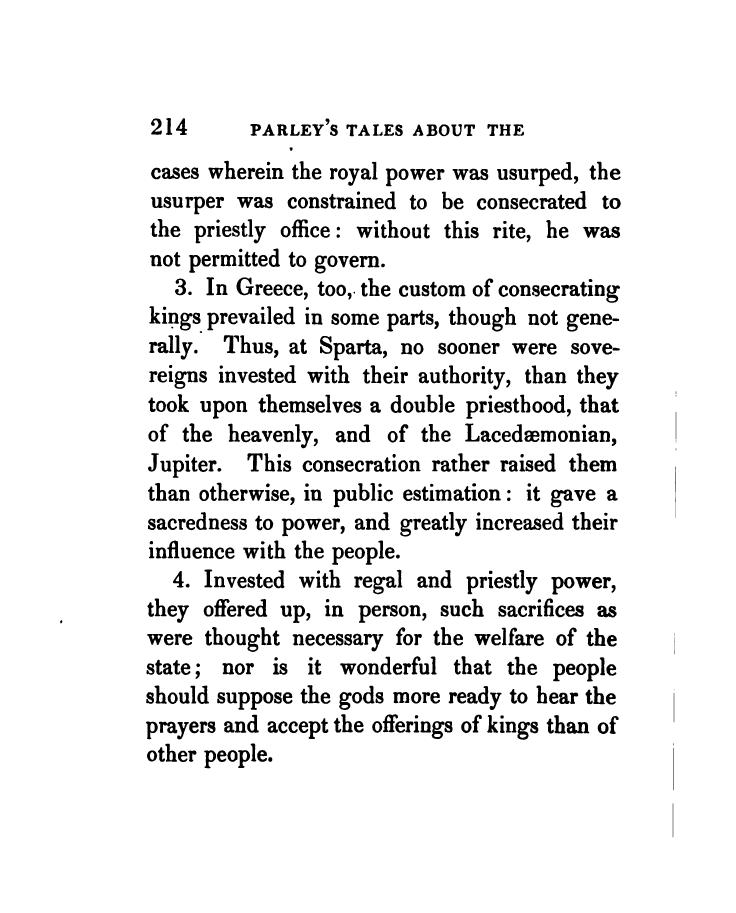 214 PARLEY'S TALES ABOUT THE
cases wherein the royal power was usurped, the
usurper was constrained to be consecrated to
the priestly office: without this rite, he was
not permitted to govern.
3. In Greece, too, the custom of consecrating
kings prevailed in some parts, though not gene-
rally. Thus, at Sparta, no sooner were sove-
reigns invested with their authority, than they
took upon themselves a double priesthood, that
of the heavenly, and of the Lacedæmonian,
Jupiter. This consecration rather raised them
than otherwise, in public estimation: it gave a
sacredness to power, and greatly increased their
influence with the people.
4. Invested with regal and priestly power,
they offered up, in person, such sacrifices as
were thought necessary for the welfare of the
state; nor is it wonderful that the people
should suppose the gods more ready to hear the
prayers and accept the offerings of kings than of
other people.